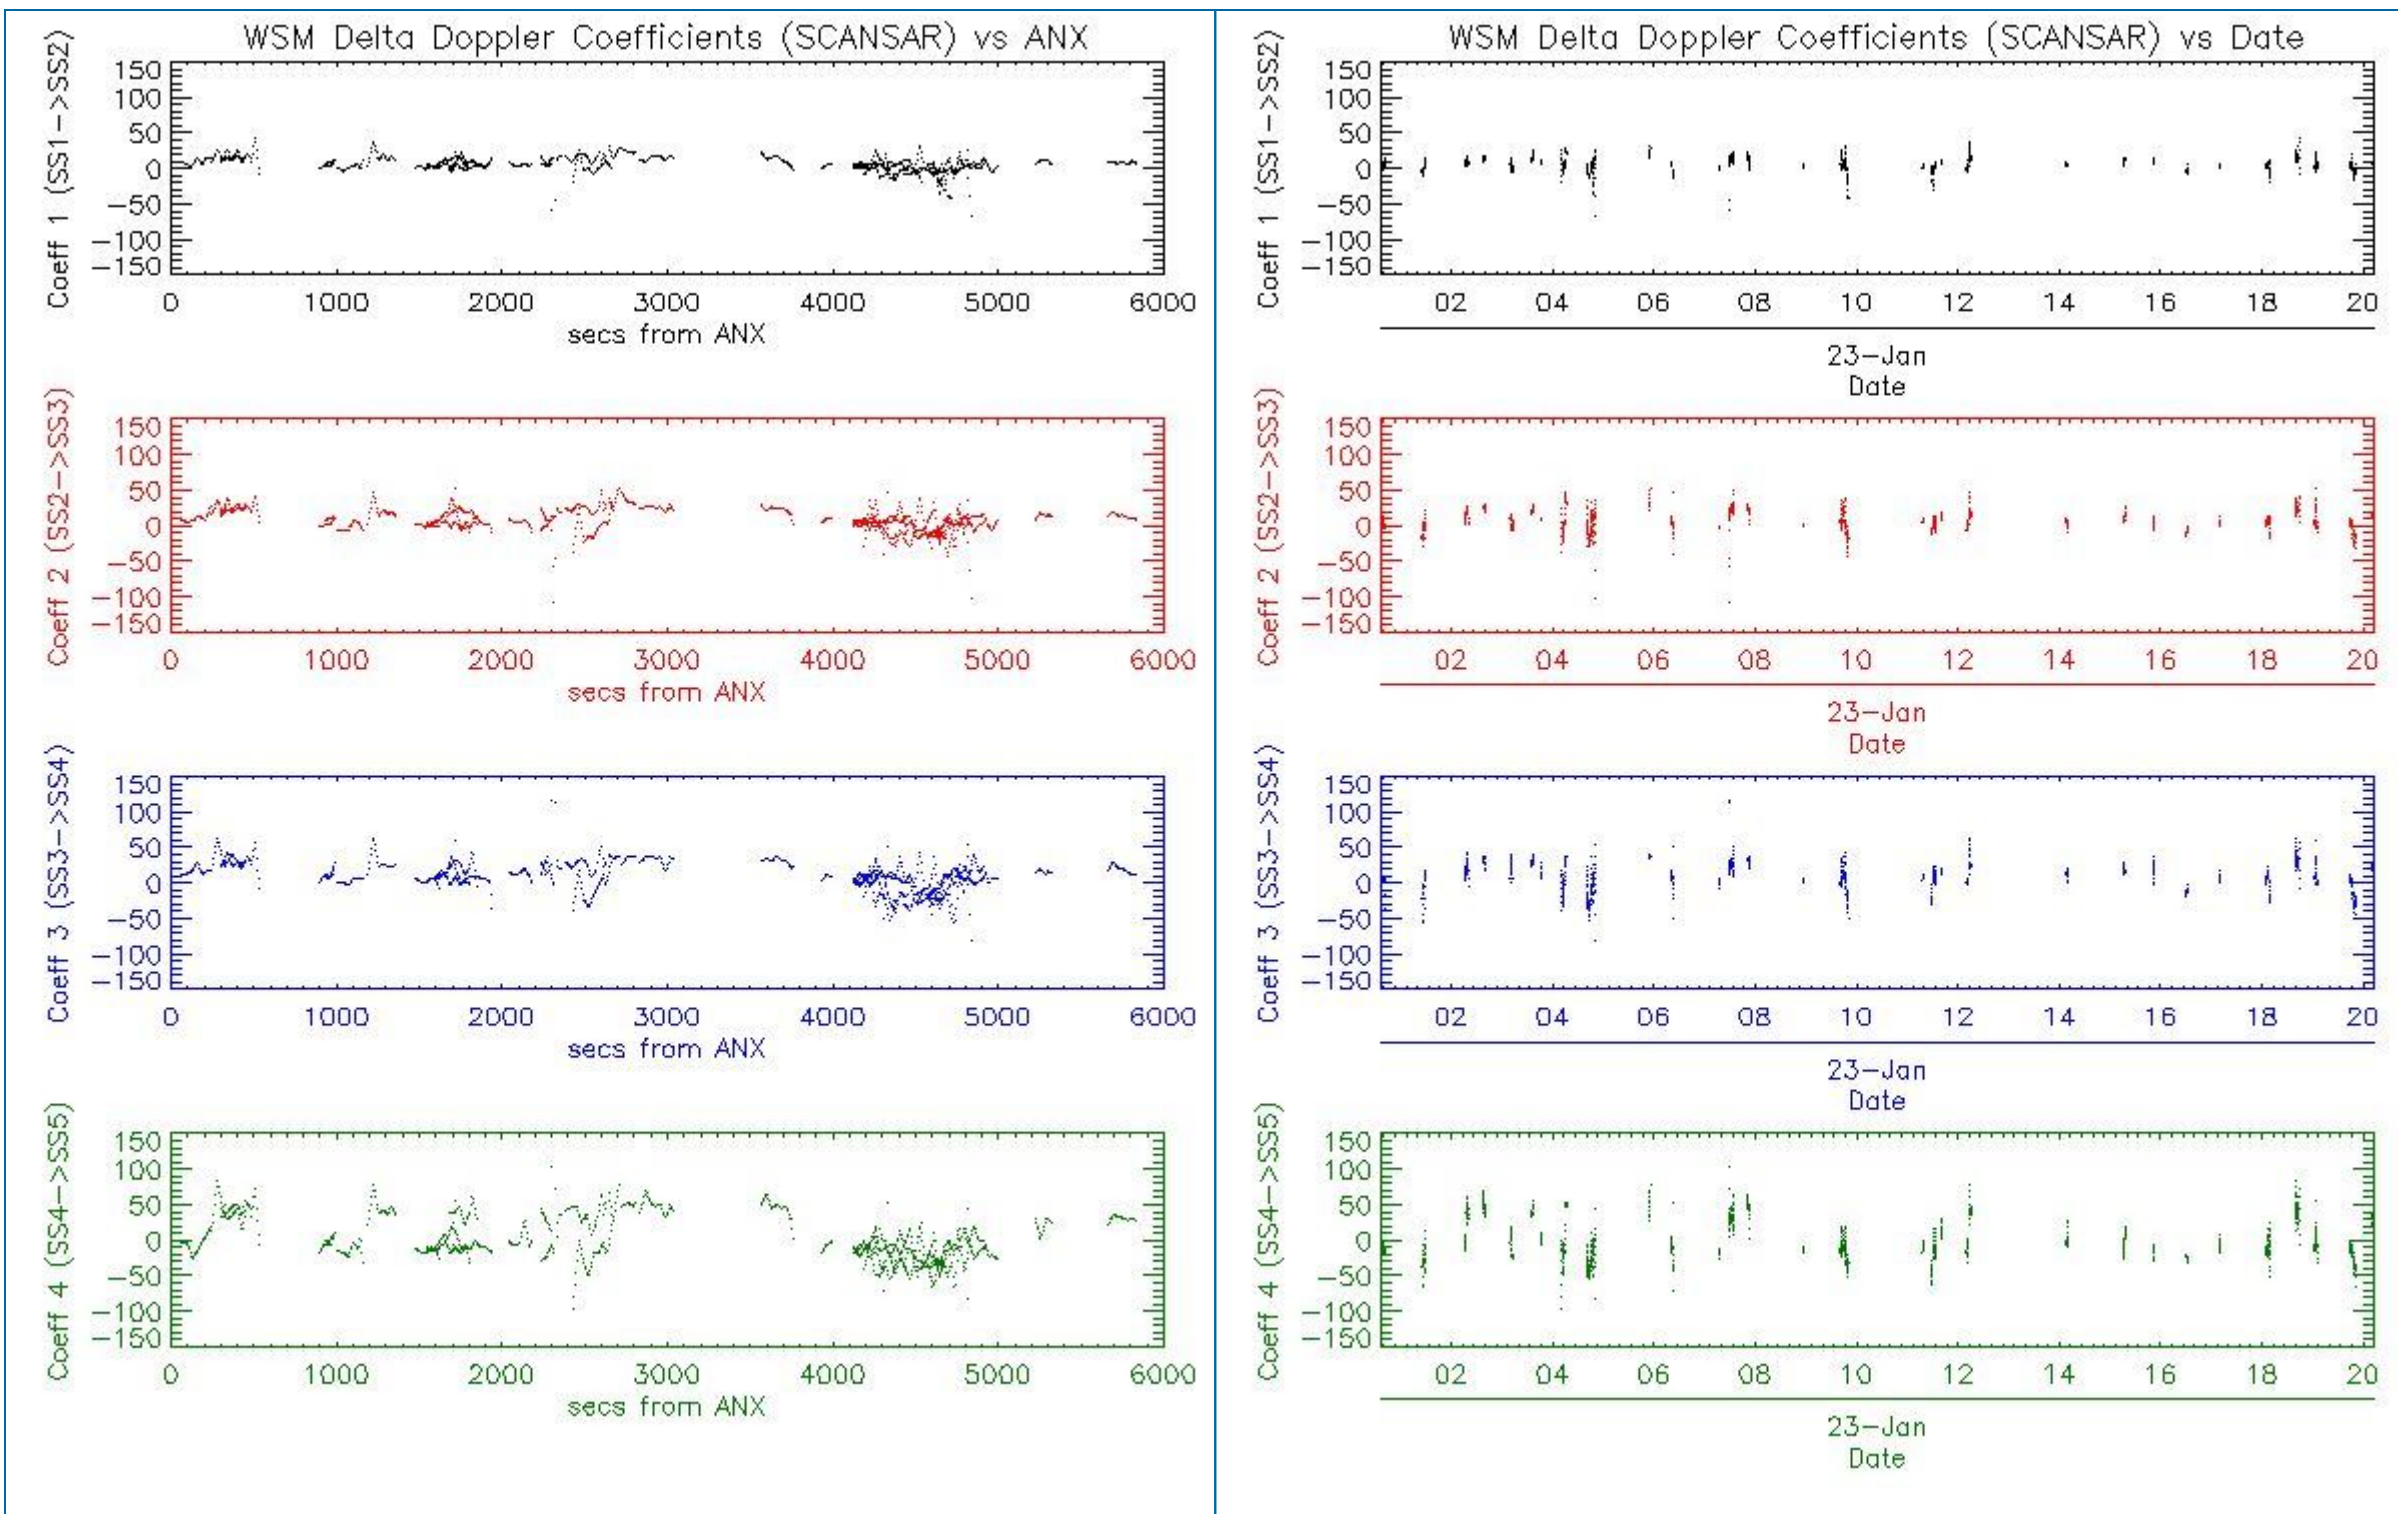 WSM Delta Doppler Coefficients (SCANSAR) vs ANX
Coeff 1 (SS1->SS2)
150
100
50
0
-50
-100
-150
0 1000 2000 3000 4000 5000 6000
secs from ANX
Coeff 2 (SS2->SS3)
150
100
50
0
-50
-100
-150
0 1000 2000 3000 4000 5000 6000
secs from ANX
Coeff 3 (SS3->SS4)
150
100
50
0
-50
-100
-150
0 1000 2000 3000 4000 5000 6000
secs from ANX
Coeff 4 (SS4->SS5)
150
100
50
0
-50
-100
-150
0 1000 2000 3000 4000 5000 6000
secs from ANX
WSM Delta Doppler Coefficients (SCANSAR) vs Date
Coeff 1 (SS1->SS2)
150
100
50
0
-50
-100
-150
02 04 06 08 10 12 14 16 18 20
23-Jan
Date
Coeff 2 (SS2->SS3)
150
100
50
0
-50
-100
-150
02 04 06 08 10 12 14 16 18 20
23-Jan
Date
Coeff 3 (SS3->SS4)
150
100
50
0
-50
-100
-150
02 04 06 08 10 12 14 16 18 20
23-Jan
Date
Coeff 4 (SS4->SS5)
150
100
50
0
-50
-100
-150
02 04 06 08 10 12 14 16 18 20
23-Jan
Date